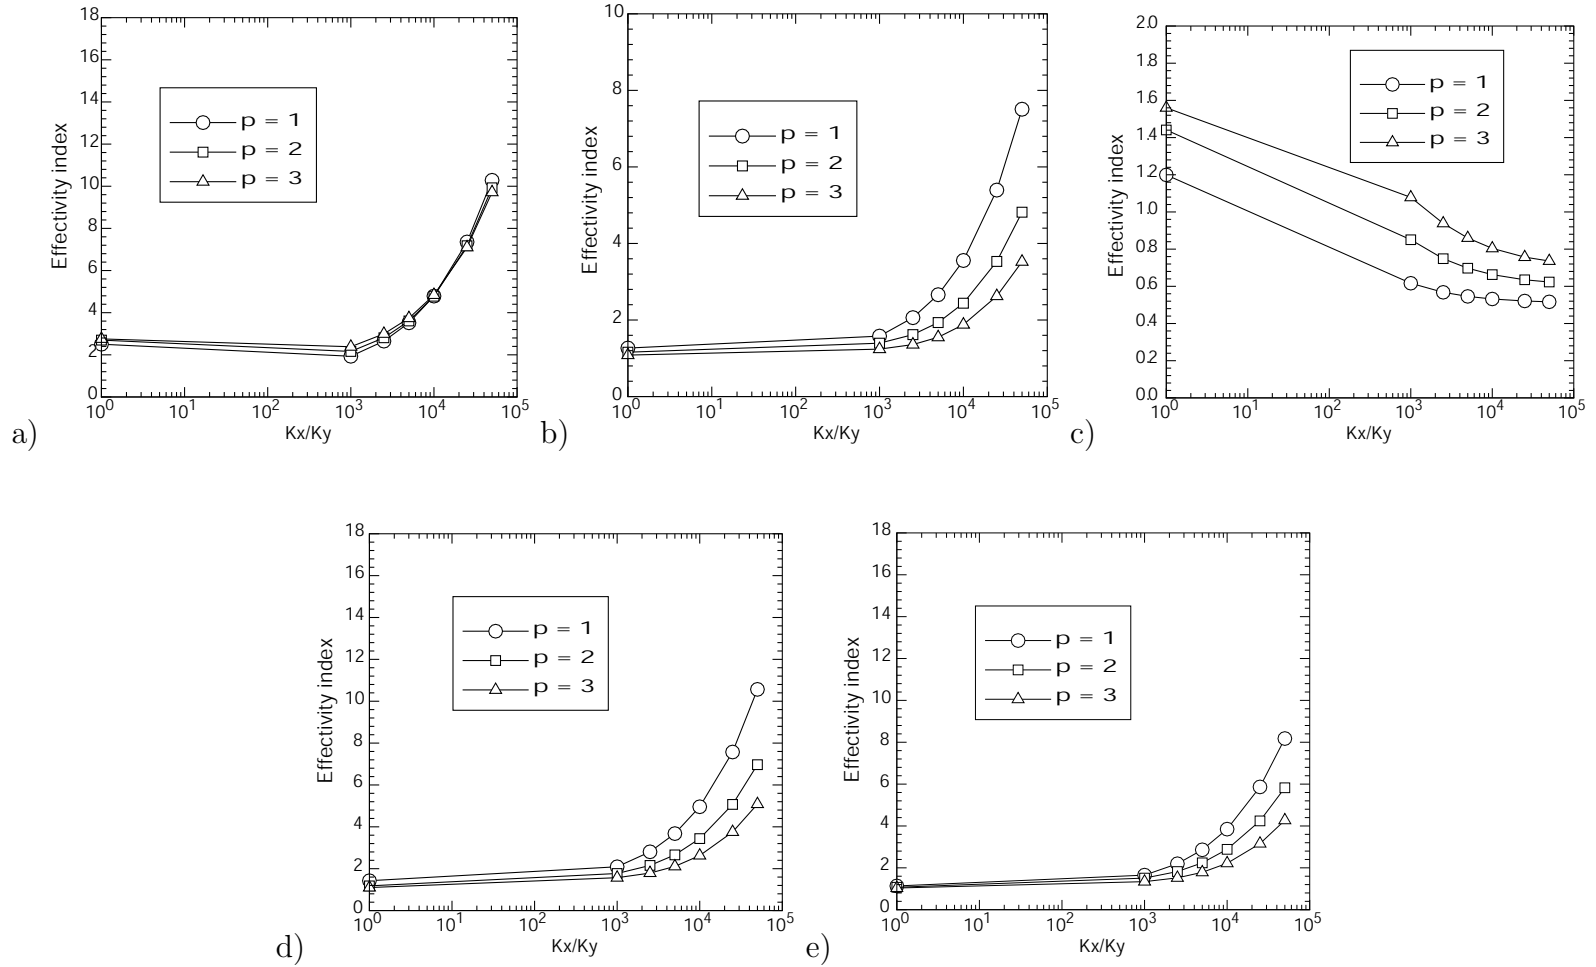 a)
Effectivity index
18
16
14
12
10
8
6
4
2
0
p = 1
p = 2
p = 3
10^0
10^1
10^2
10^3
10^4
10^5
Kx/Ky
b)
Effectivity index
10
8
6
4
2
0
p = 1
p = 2
p = 3
10^0
10^1
10^2
10^3
10^4
10^5
Kx/Ky
c)
Effectivity index
2.0
1.8
1.6
1.4
1.2
1.0
0.8
0.6
0.4
0.2
0.0
p = 1
p = 2
p = 3
10^0
10^1
10^2
10^3
10^4
10^5
Kx/Ky
d)
Effectivity index
18
16
14
12
10
8
6
4
2
0
p = 1
p = 2
p = 3
10^0
10^1
10^2
10^3
10^4
10^5
Kx/Ky
e)
Effectivity index
18
16
14
12
10
8
6
4
2
0
p = 1
p = 2
p = 3
10^0
10^1
10^2
10^3
10^4
10^5
Kx/Ky